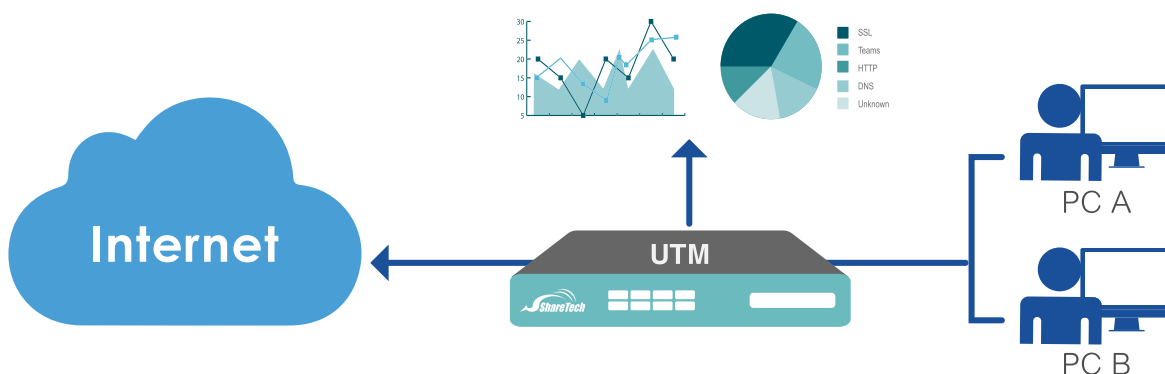 30
25
20
15
10
5
SSL
Teams
HTTP
DNS
Unknown
Internet
UTM
ShareTech
PC A
PC B